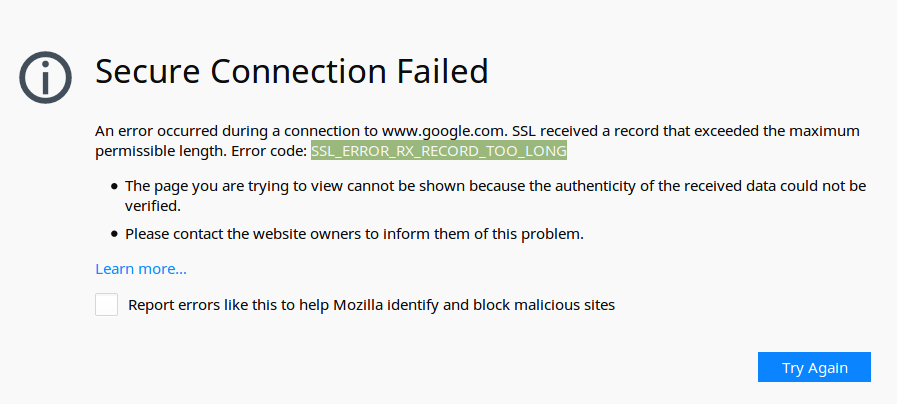 Secure Connection Failed
An error occurred during a connection to www.google.com. SSL received a record that exceeded the maximum
permissible length. Error code: SSL_ERROR_RX_RECORD_TOO_LONG
The page you are trying to view cannot be shown because the authenticity of the received data could not be
verified.
Please contact the website owners to inform them of this problem.
Learn more...
Report errors like this to help Mozilla identify and block malicious sites
Try Again